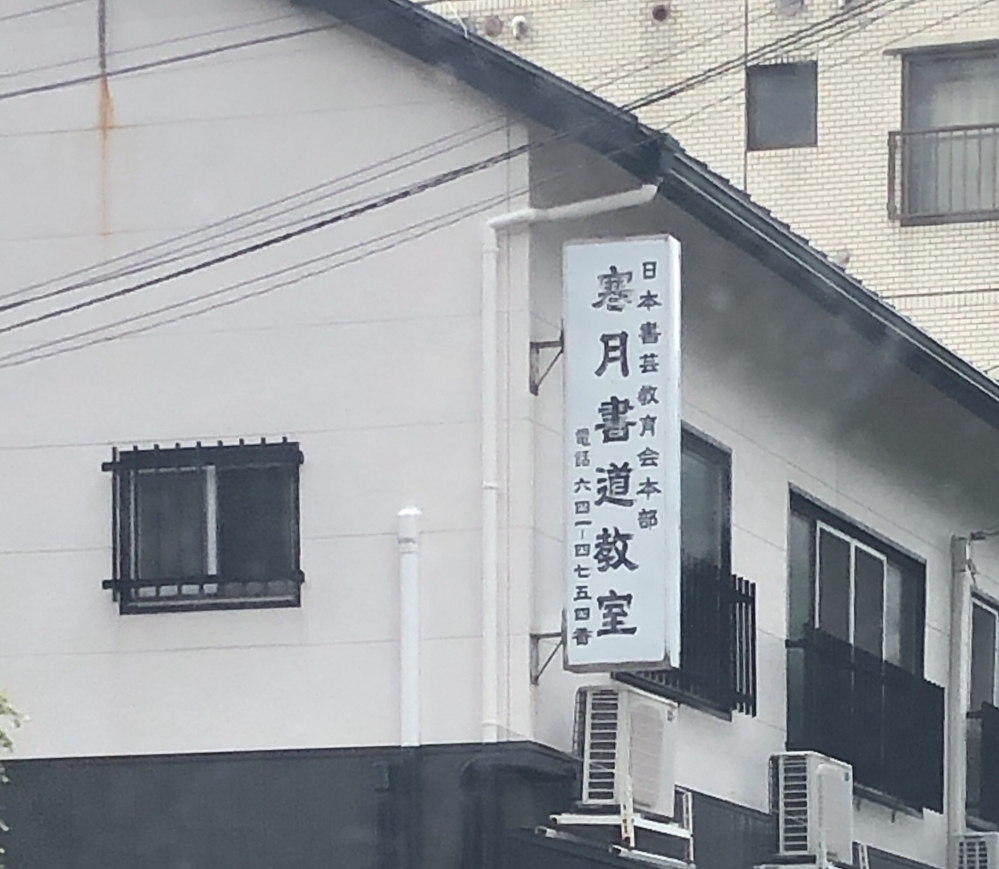 日本書芸教育会本部
寒月書道教室
電話 六四一-四七五四番